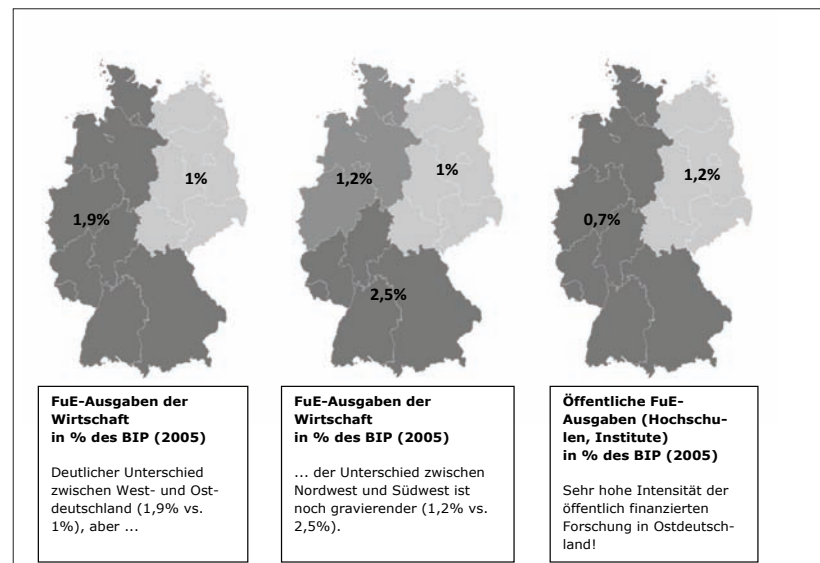 1%
1,9%
1%
1,2%
2,5%
1,2%
0,7%
FuE-Ausgaben der
Wirtschaft
in % des BIP (2005)
Deutlicher Unterschied
zwischen West- und Ost-
deutschland (1,9% vs.
1%), aber ...
FuE-Ausgaben der
Wirtschaft
in % des BIP (2005)
... der Unterschied zwischen
Nordwest und Südwest ist
noch gravierender (1,2% vs.
2,5%).
Öffentliche FuE-
Ausgaben (Hochschu-
len, Institute)
in % des BIP (2005)
Sehr hohe Intensität der
öffentlich finanzierten
Forschung in Ostdeutsch-
land!